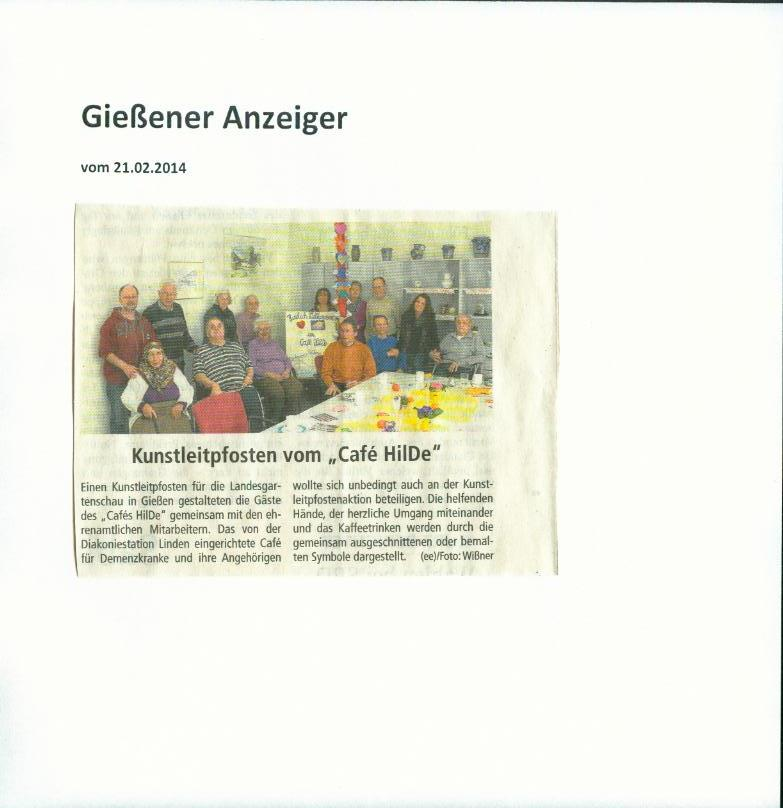 Gießener Anzeiger
vom 21.02.2014
Café HilDe
Kunstleitpfosten vom „Café HilDe“
Einen Kunstleitpfosten für die Landesgar-
tenschau in Gießen gestalteten die Gäste
des „Cafés HilDe“ gemeinsam mit den eh-
renamtlichen Mitarbeitern. Das von der
Diakoniestation Linden eingerichtete Café
für Demenzkranke und ihre Angehörigen
wollte sich unbedingt auch an der Kunst-
leitpfostenaktion beteiligen. Die helfenden
Hände, der herzliche Umgang miteinander
und das Kaffeetrinken werden durch die
gemeinsam ausgeschnittenen oder bemal-
ten Symbole dargestellt. (ee)/Foto: Wißner